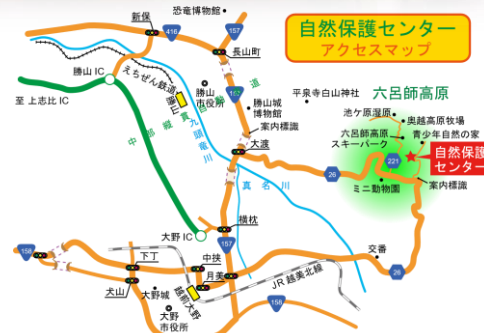 自然保護センター
アクセスマップ
恐竜博物館
新保
416
157
長山町
勝山 IC
至 上志比 IC
えちぜん鉄道
勝山
勝山
市役所
157
中部縦貫自動車道
九頭竜川
勝山城
博物館
平泉寺白山神社
六呂師高原
案内標識
池ケ原湿原
奥越高原牧場
六呂師高原
スキーパーク
青少年自然の家
大渡
自然保護
センター
221
26
ミニ動物園
案内標識
真名川
横枕
大野 IC
157
158
下丁
中挾
月美
交番
26
犬山
大野城
越前大野
JR 越美北線
大野
市役所
158